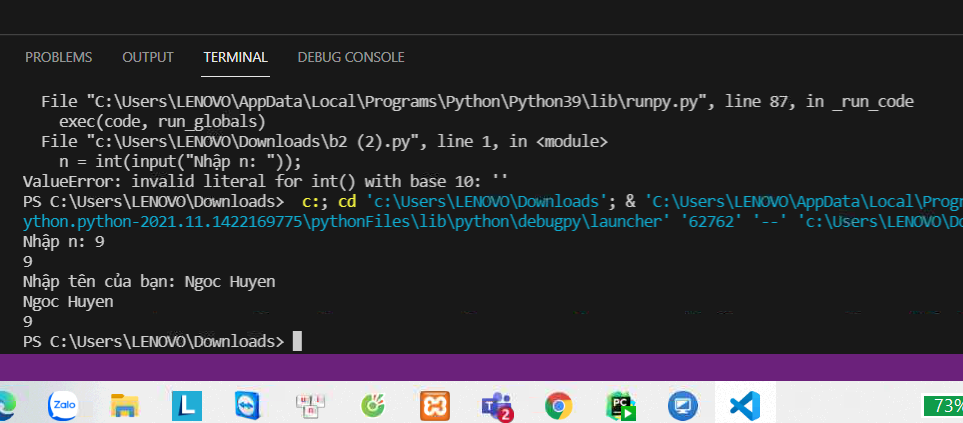 PROBLEMS OUTPUT TERMINAL DEBUG CONSOLE
File "C:\Users\LENOVO\AppData\Local\Programs\Python\Python39\lib\runpy.py", line 87, in _run_code
exec(code, run_globals)
File "c:\Users\LENOVO\Downloads\b2 (2).py", line 1, in <module>
n = int(input("Nhập n: "));
ValueError: invalid literal for int() with base 10: ''
PS C:\Users\LENOVO\Downloads> c:; cd 'c:\Users\LENOVO\Downloads'; & 'C:\Users\LENOVO\AppData\Local\Progr
ython.python-2021.11.1422169775\pythonFiles\lib\python\debugpy\launcher' '62762' '--' 'c:\Users\LENOVO\Do
Nhập n: 9
9
Nhập tên của bạn: Ngoc Huyen
Ngoc Huyen
9
PS C:\Users\LENOVO\Downloads>
Zalo L PC 2 73%